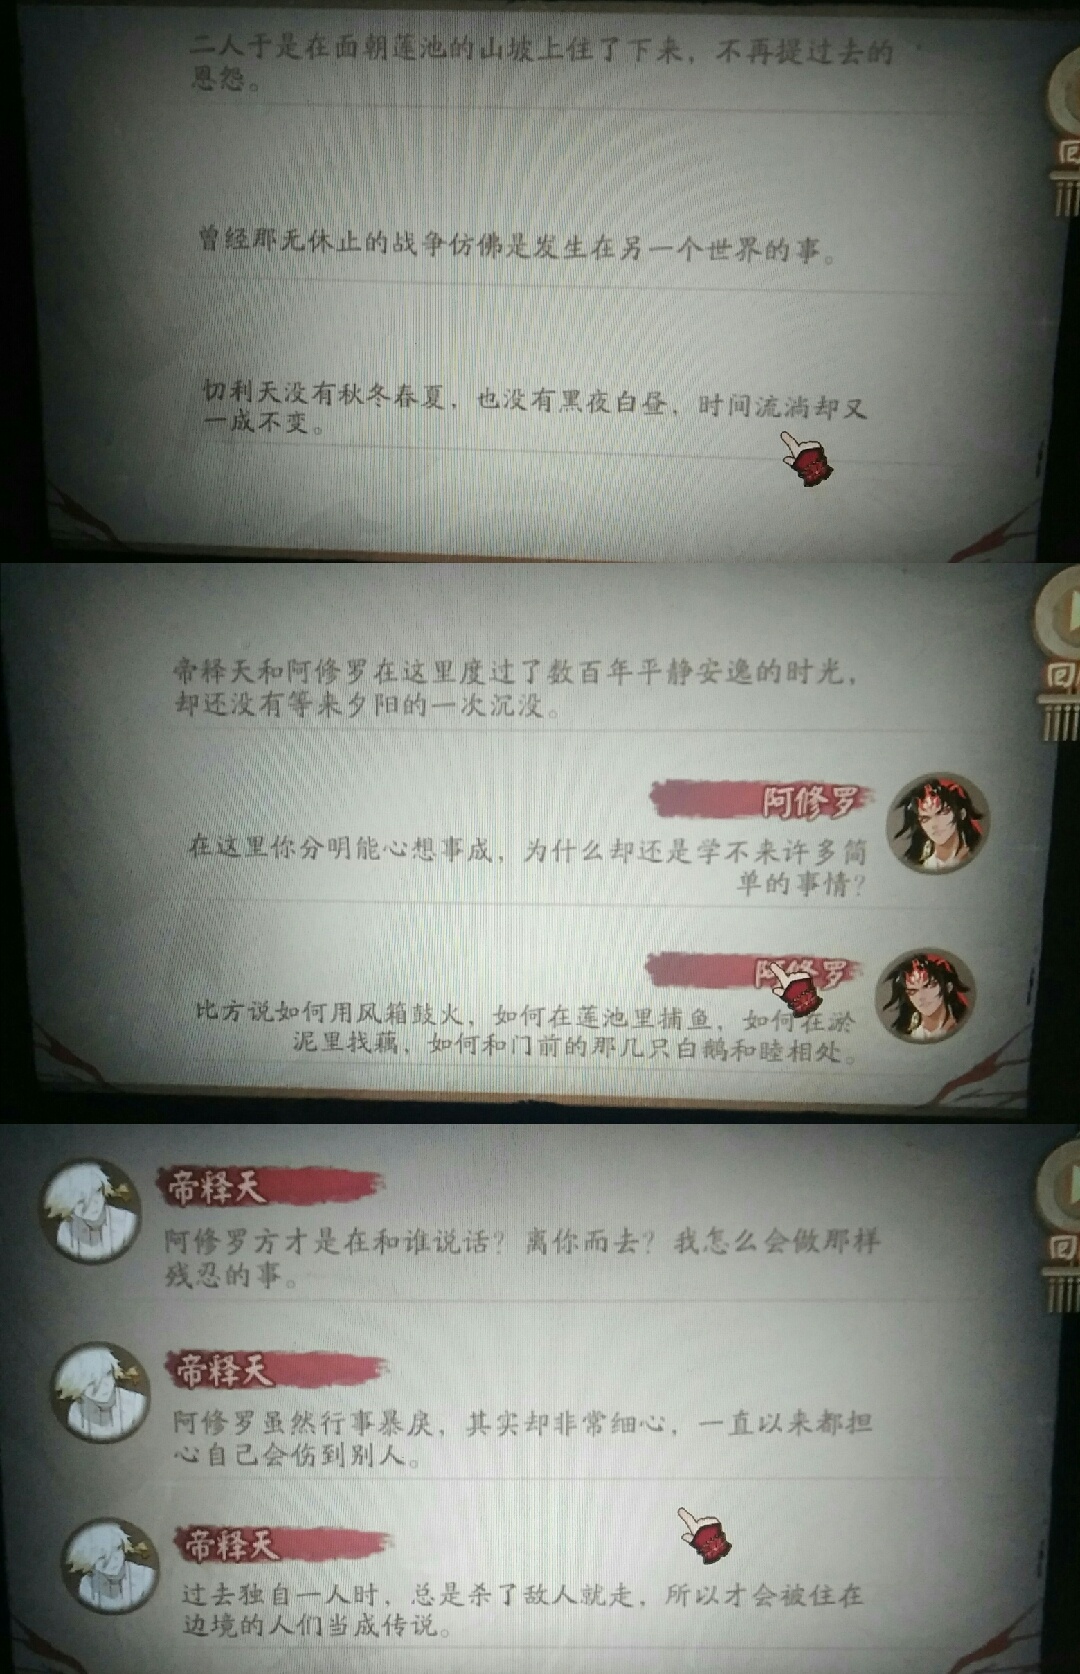 二人于是在面朝莲池的山坡上住了下来，不再提过去的
恩怨。
回
曾经那无休止的战争仿佛是发生在另一个世界的事。
切利天没有秋冬春夏，也没有黑夜白昼，时间流淌却又
一成不变。
帝释天和阿修罗在这里度过了数百年平静安逸的时光，
却还没有等来夕阳的一次沉没。
回
阿修罗
在这里你分明能心想事成，为什么却还是学不来许多简
单的事情？
阿修罗
比方说如何用风箱鼓火，如何在莲池里捕鱼，如何在淤
泥里找藕，如何和门前的那几只白鹅和睦相处。
帝释天
阿修罗方才是在和谁说话？离你而去？我怎么会做那样
残忍的事。
回
帝释天
阿修罗虽然行事暴戾，其实却非常细心，一直以来都担
心自己会伤到别人。
帝释天
过去独自一人时，总是杀了敌人就走，所以才会被住在
边境的人们当成传说。